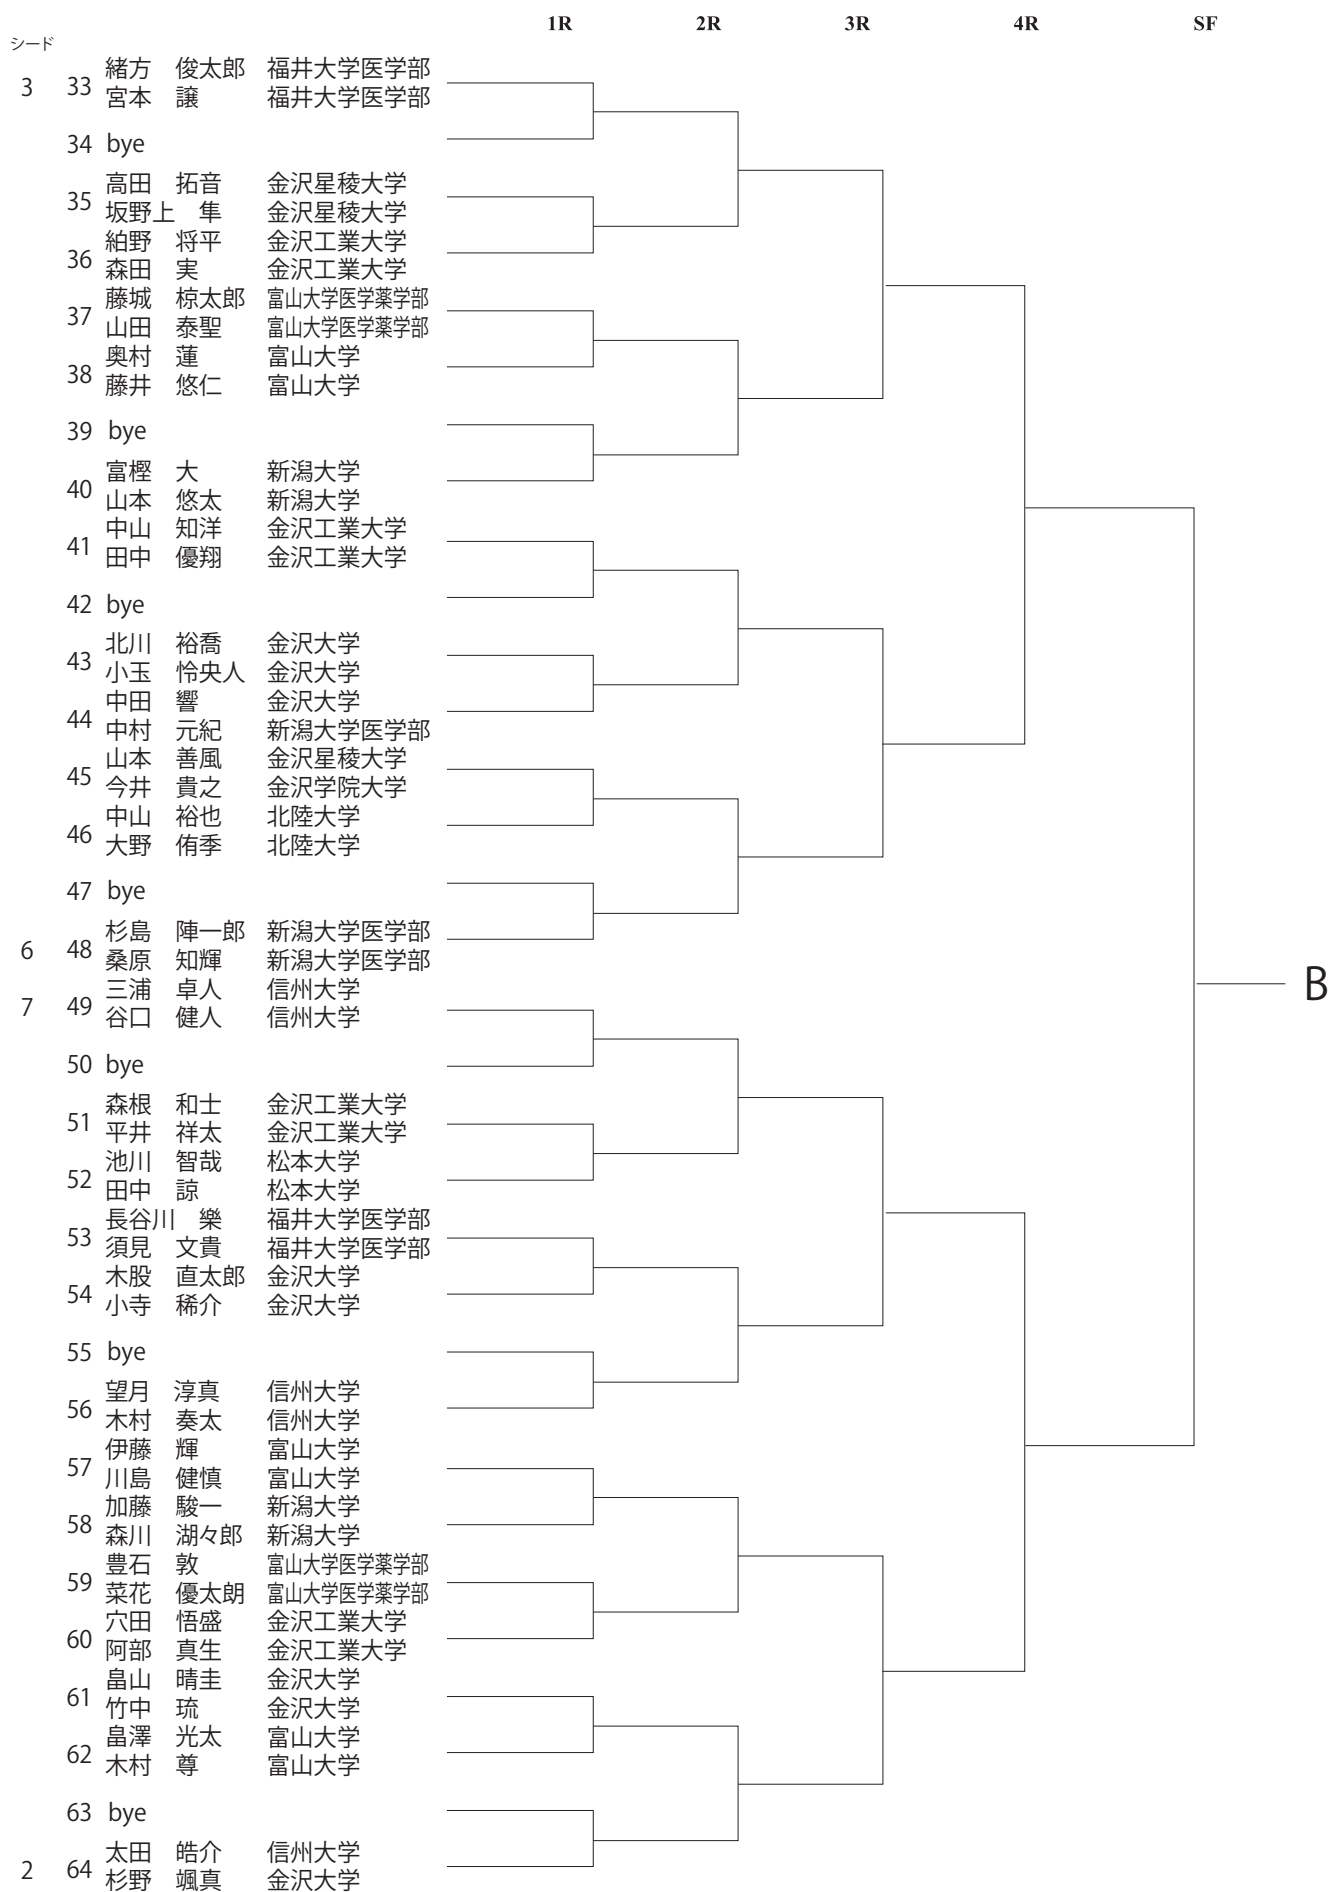 1R 2R 3R 4R SF
シード
緒方 俊太郎 福井大学医学部
3 33
宮本 譲 福井大学医学部
34 bye
高田 拓音 金沢星稜大学
35
坂野上 隼 金沢星稜大学
絈野 将平 金沢工業大学
36
森田 実 金沢工業大学
藤城 椋太郎 富山大学医学薬学部
37
山田 泰聖 富山大学医学薬学部
奥村 蓮 富山大学
38
藤井 悠仁 富山大学
39 bye
富樫 大 新潟大学
40
山本 悠太 新潟大学
中山 知洋 金沢工業大学
41
田中 優翔 金沢工業大学
42 bye
北川 裕喬 金沢大学
43
小玉 怜央人 金沢大学
中田 響 金沢大学
44
中村 元紀 新潟大学医学部
山本 善風 金沢星稜大学
45
今井 貴之 金沢学院大学
中山 裕也 北陸大学
46
大野 侑季 北陸大学
47 bye
杉島 陣一郎 新潟大学医学部
6 48
桑原 知輝 新潟大学医学部
三浦 卓人 信州大学
7 49
谷口 健人 信州大学
B
50 bye
森根 和士 金沢工業大学
51
平井 祥太 金沢工業大学
池川 智哉 松本大学
52
田中 諒 松本大学
長谷川 樂 福井大学医学部
53
須見 文貴 福井大学医学部
木股 直太郎 金沢大学
54
小寺 稀介 金沢大学
55 bye
望月 淳真 信州大学
56
木村 奏太 信州大学
伊藤 輝 富山大学
57
川島 健慎 富山大学
加藤 駿一 新潟大学
58
森川 湖々郎 新潟大学
豊石 敦 富山大学医学薬学部
59
菜花 優太朗 富山大学医学薬学部
穴田 悟盛 金沢工業大学
60
阿部 真生 金沢工業大学
畠山 晴圭 金沢大学
61
竹中 琉 金沢大学
畠澤 光太 富山大学
62
木村 尊 富山大学
63 bye
太田 皓介 信州大学
2 64
杉野 颯真 金沢大学